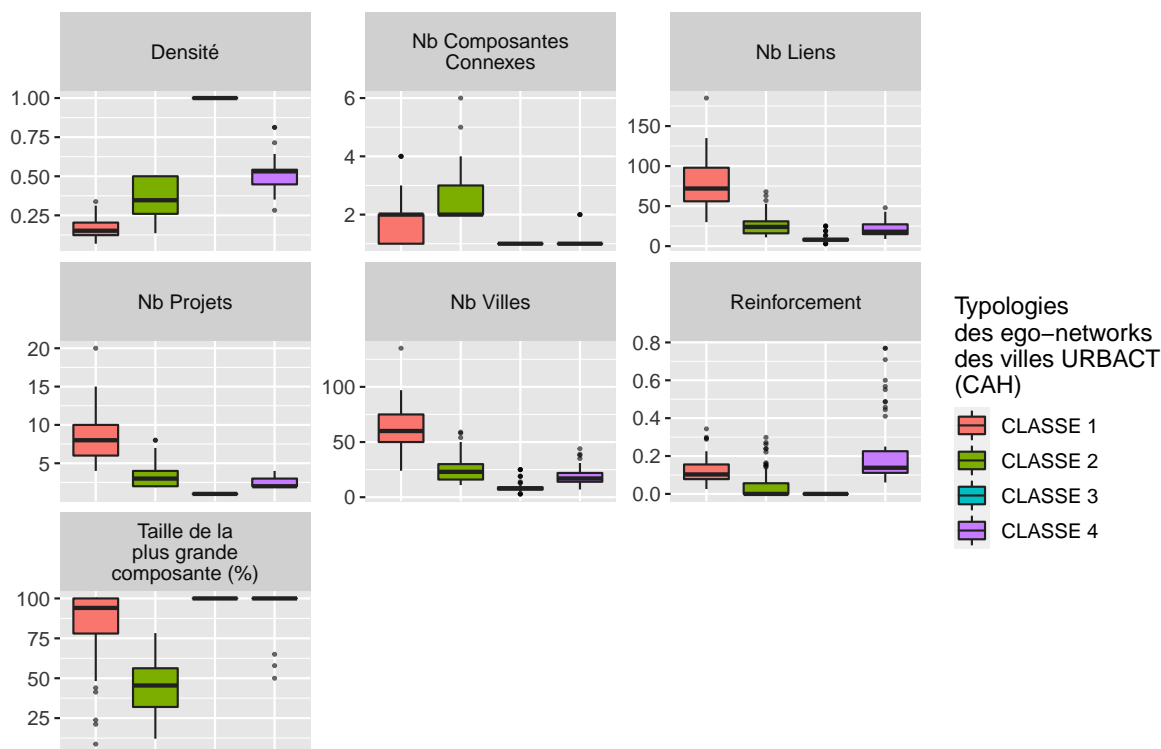 Densité
Nb Composantes
Connexes
Nb Liens
1.00
0.75
0.50
0.25
6
4
2
150
100
50
0
Nb Projets
Nb Villes
Reinforcement
20
15
10
5
100
50
0
0.8
0.6
0.4
0.2
0.0
Taille de la
plus grande
composante (%)
100
75
50
25
Typologies
des ego−networks
des villes URBACT
(CAH)
CLASSE 1
CLASSE 2
CLASSE 3
CLASSE 4